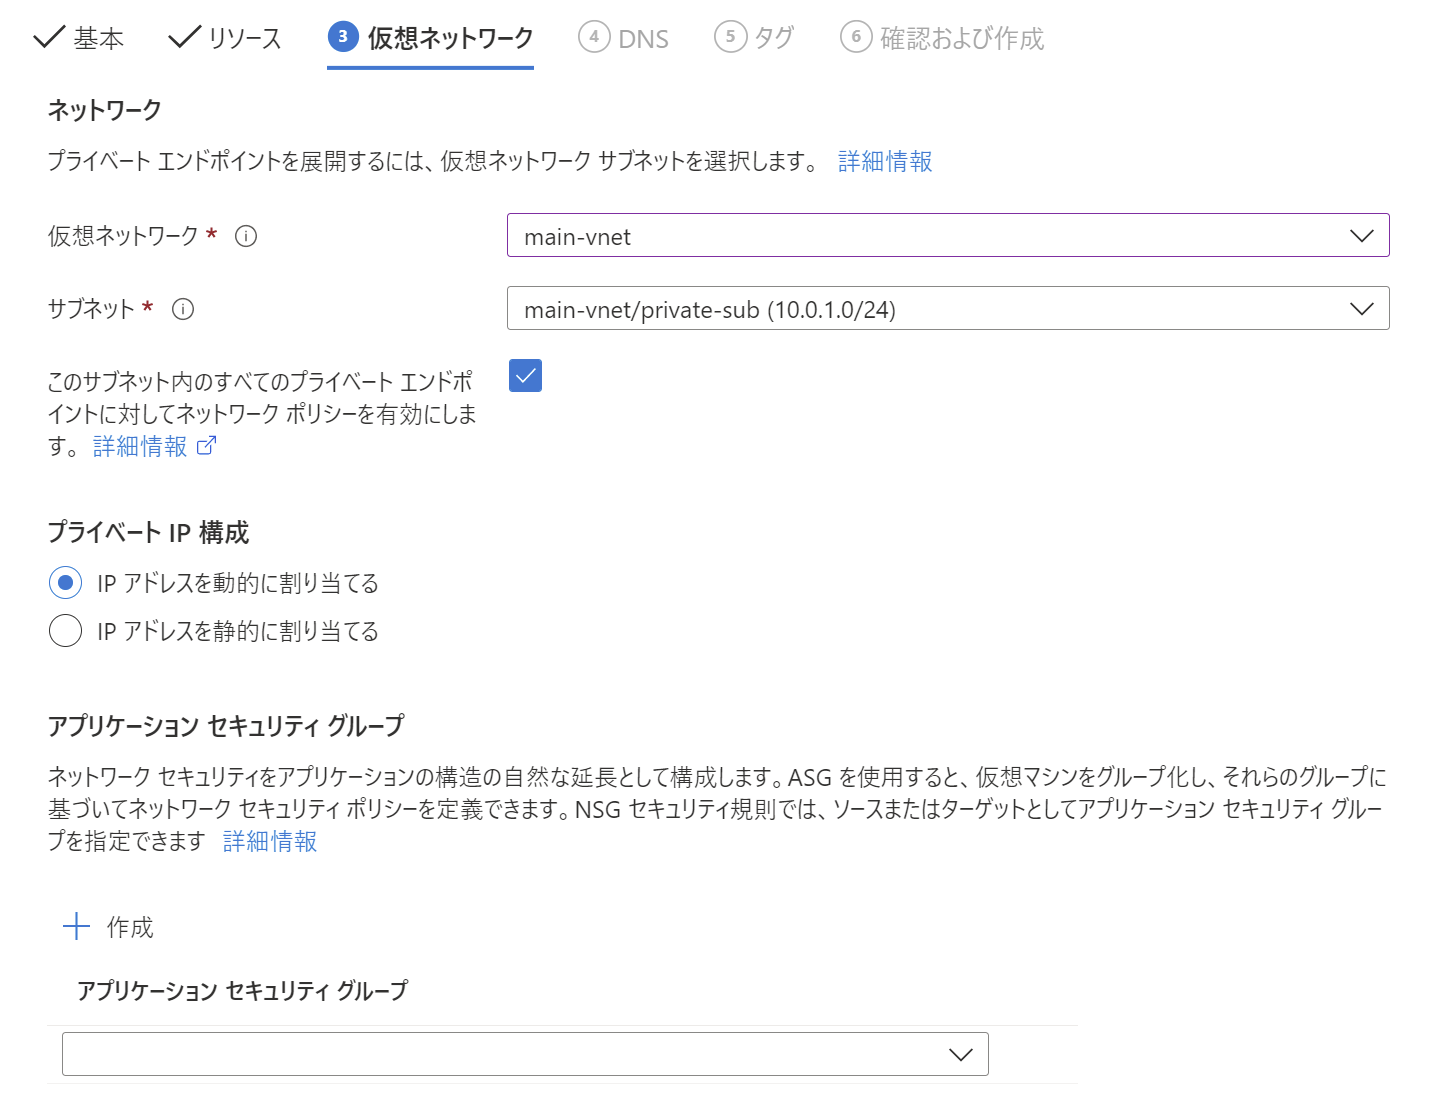 基本 リソース 3 仮想ネットワーク 4 DNS 5 タグ 6 確認および作成
ネットワーク
プライベート エンドポイントを展開するには、仮想ネットワーク サブネットを選択します。 詳細情報
仮想ネットワーク * main-vnet
サブネット * main-vnet/private-sub (10.0.1.0/24)
このサブネット内のすべてのプライベート エンドポ
イントに対してネットワーク ポリシーを有効にしま
す。 詳細情報
プライベート IP 構成
IP アドレスを動的に割り当てる
IP アドレスを静的に割り当てる
アプリケーション セキュリティ グループ
ネットワーク セキュリティをアプリケーションの構造の自然な延長として構成します。ASG を使用すると、仮想マシンをグループ化し、それらのグループに
基づいてネットワーク セキュリティ ポリシーを定義できます。NSG セキュリティ規則では、ソースまたはターゲットとしてアプリケーション セキュリティ グルー
プを指定できます 詳細情報
作成
アプリケーション セキュリティ グループ